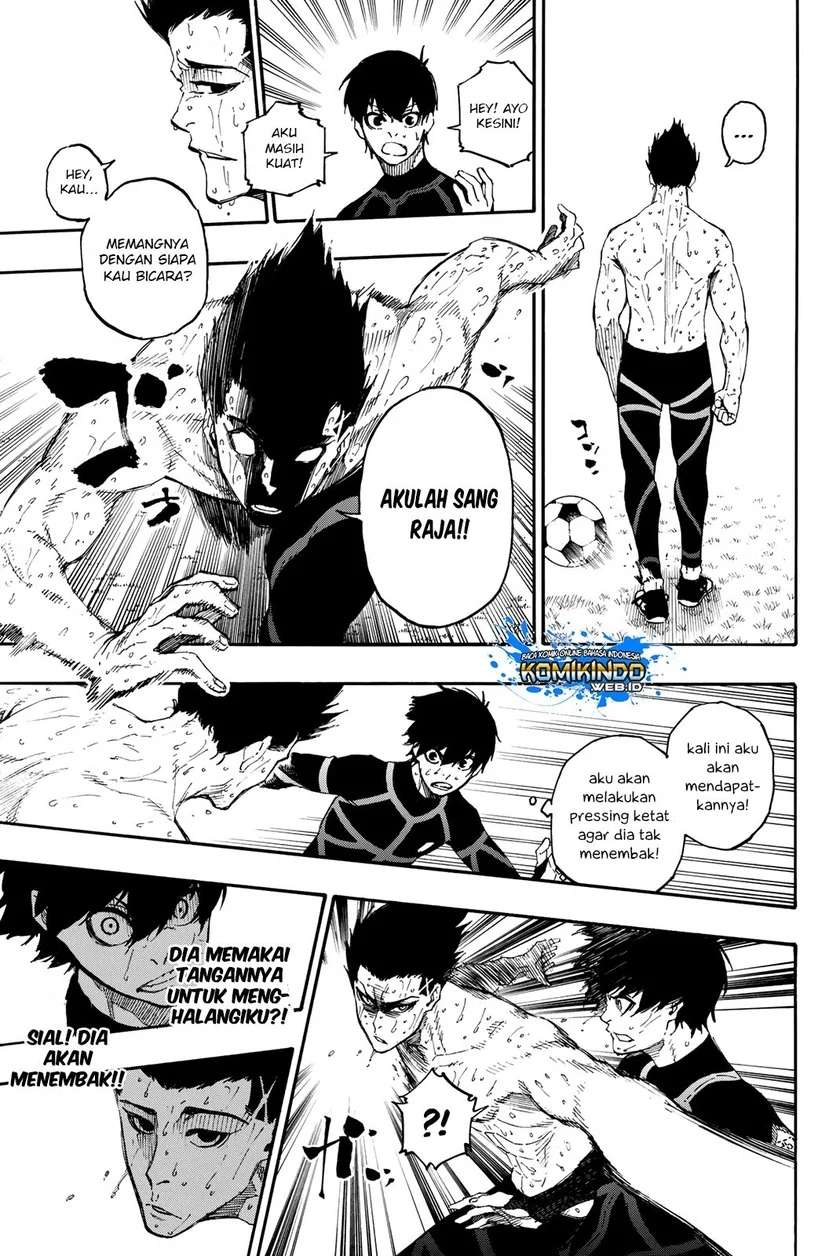 ...
HEY! AYO
KESINI!
AKU
MASIH
KUAT!
HEY,
KAU...
MEMANGNYA
DENGAN SIAPA
KAU BICARA?
AKULAH SANG
RAJA!!
BACA KOMIK ONLINE BAHASA INDONESIA
KOMIKINDO
WEB.ID
kali ini aku
akan
mendapat-
kannya!
aku akan
melakukan
pressing ketat
agar dia tak
menembak!
?!
DIA MEMAKAI
TANGANNYA
UNTUK MENG-
HALANGIKU?!
SIAL! DIA
AKAN
MENEMBAK!!